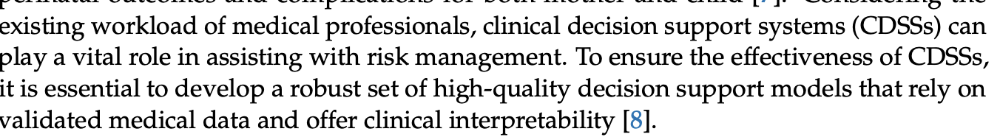 perinatal outcomes and complications for both mother and child [7]. Considering the
existing workload of medical professionals, clinical decision support systems (CDSSs) can
play a vital role in assisting with risk management. To ensure the effectiveness of CDSSs,
it is essential to develop a robust set of high-quality decision support models that rely on
validated medical data and offer clinical interpretability [8].